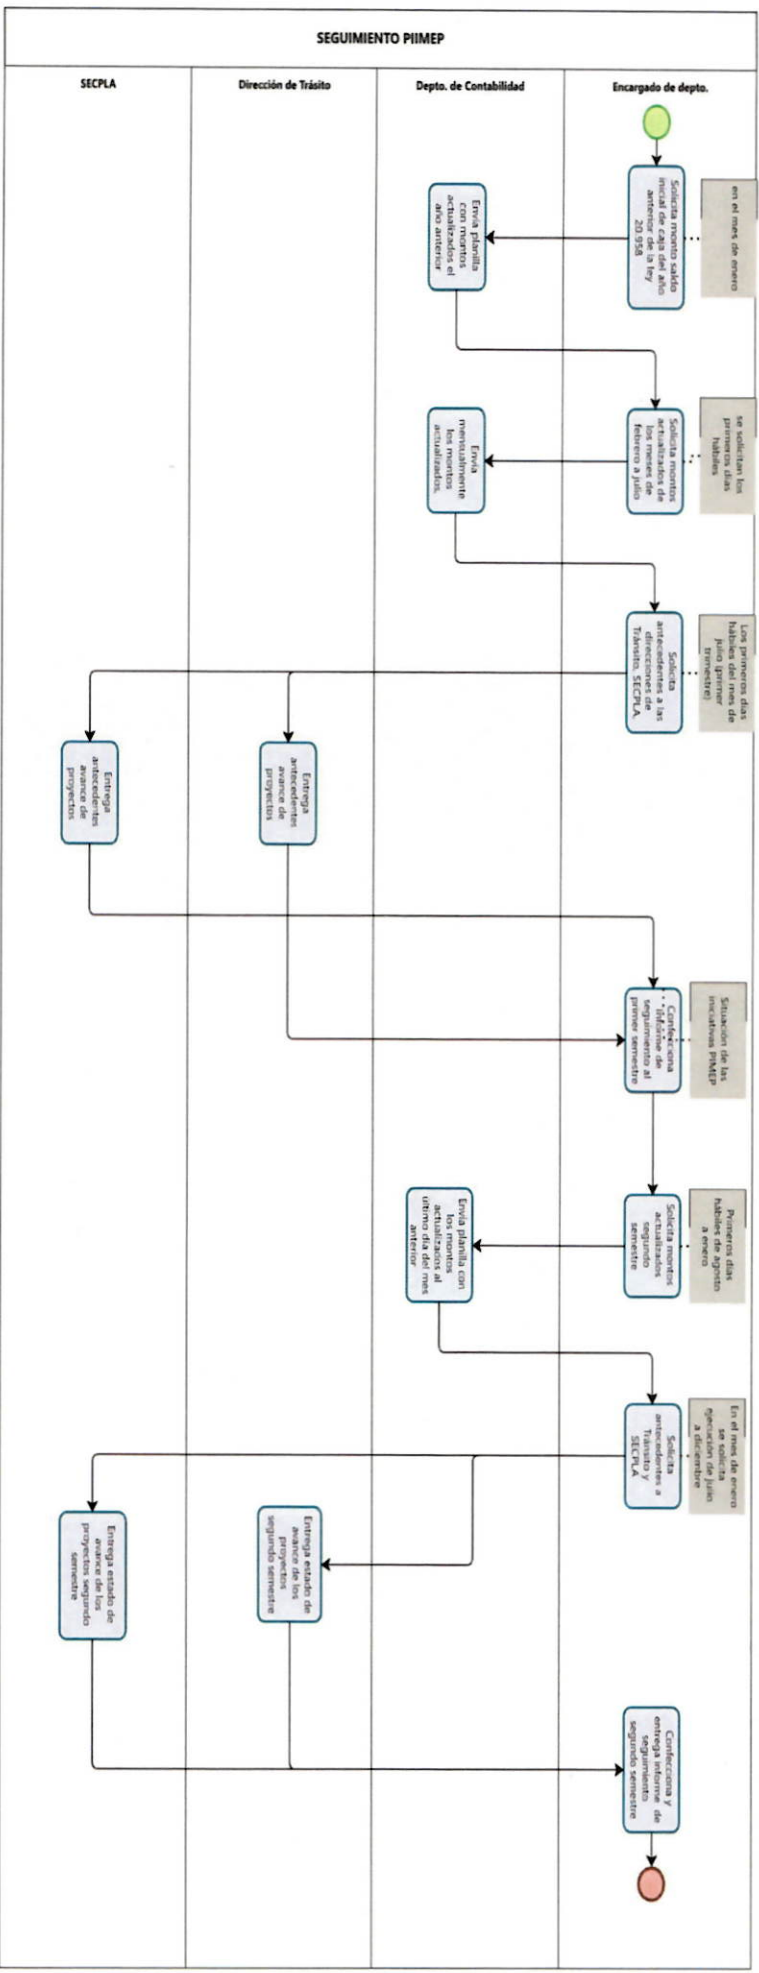 SEGUIMIENTO PIIMEP
SECPLA
Dirección de Trásito
Depto. de Contabilidad
Encargado de depto.
en el mes de enero
Solicita monto saldo
inicial de caja del año
anterior de la ley
20.958
Envía planilla
con montos
actualizados el
año anterior
se solicitan los
primeros días
hábiles
Solicita montos
actualizados de
los meses de
febrero a julio
Envía
mensualmente
los montos
actualizados.
Los primeros días
hábiles del mes de
julio (primer
trimestre)
Solicita
antecedentes a las
direcciones de
Tránsito, SECPLA.
Entrega
antecedentes
avance de
proyectos
Entrega
antecedentes
avance de
proyectos
Situación de las
iniciativas PIMEP
Confecciona
informe de
seguimiento al
primer semestre
Primeros días
hábiles de agosto
a enero
Solicita montos
actualizados
segundo
semestre
Envía planilla con
los montos
actualizados al
último día del mes
anterior
En el mes de enero
se solicita
ejecución de julio
a diciembre
Solicita
antecedentes a
Tránsito y
SECPLA
Entrega estado de
avance de los
proyectos
segundo semestre
Entrega estado de
avance de los
proyectos segundo
semestre
Confecciona y
entrega informe de
seguimiento
segundo semestre